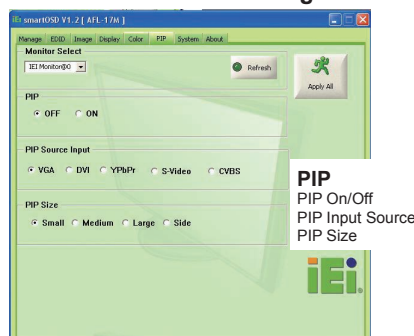 iEi smartOSD V1.2 [ AFL-17M ]
Manage EDID Image Display Color PIP System About
Monitor Select
IEI Monitor@0
Refresh
Apply All
PIP
OFF ON
PIP Source Input
VGA DVI YPbPr S-Video CVBS
PIP Size
Small Medium Large Side
PIP
PIP On/Off
PIP Input Source
PIP Size
iEi